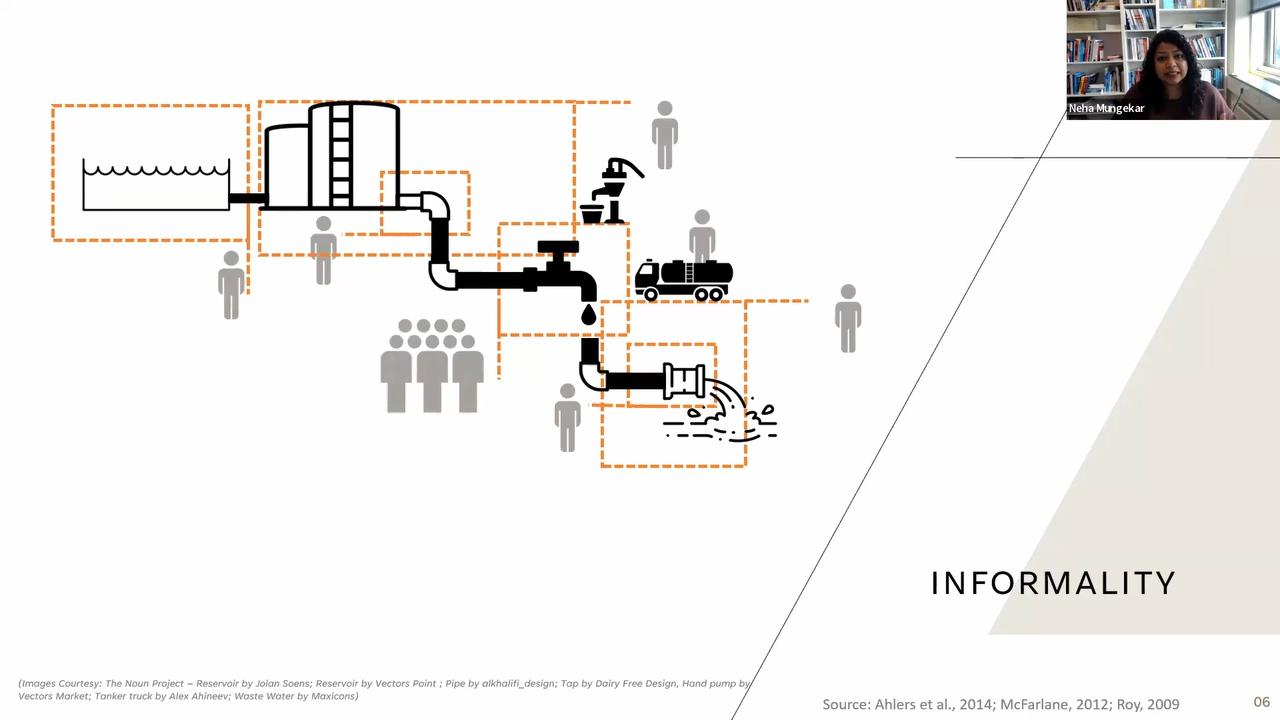 Neha Mungekar
INFORMALITY
(Images Courtesy: The Noun Project – Reservoir by Jolan Soens; Reservoir by Vectors Point ; Pipe by alkhalifi_design; Tap by Dairy Free Design, Hand pump by
Vectors Market; Tanker truck by Alex Ahineev; Waste Water by Maxicons)
Source: Ahlers et al., 2014; McFarlane, 2012; Roy, 2009
06